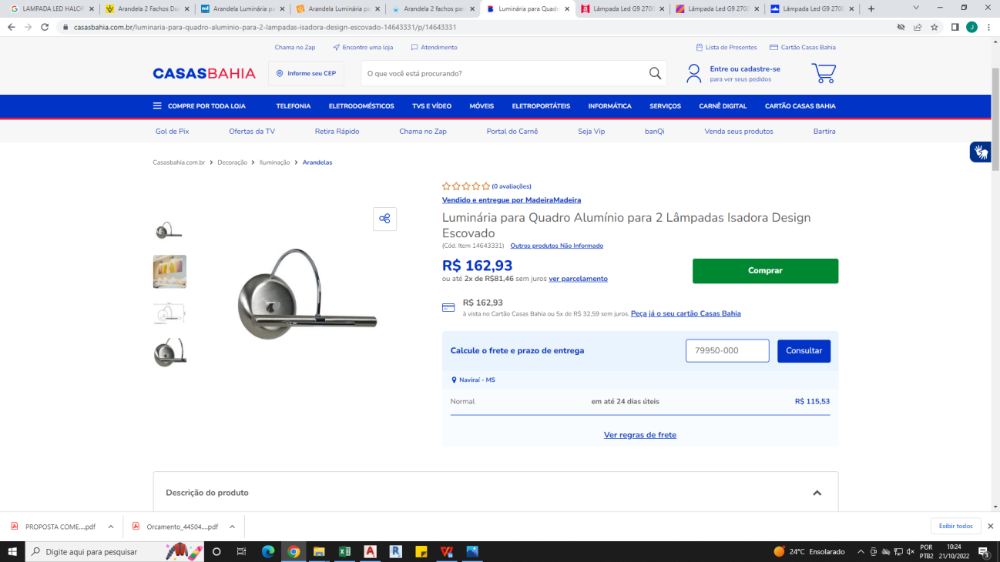 LAMPADA LED HALOP
Arandela 2 Fachos Do
Arandela Luminária pa
Arandela Luminária pa
Arandela 2 fachos pa
Luminária para Quadr
Lâmpada Led G9 2700
Lâmpada Led G9 2700
Lâmpada Led G9 2700
casasbahia.com.br/luminaria-para-quadro-aluminio-para-2-lampadas-isadora-design-escovado-14643331/p/14643331
J
Chama no Zap
Encontre uma loja
Atendimento
Lista de Presentes
Cartão Casas Bahia
CASASBAHIA
Informe seu CEP
O que você está procurando?
Entre ou cadastre-se
para ver seus pedidos
COMPRE POR TODA LOJA
TELEFONIA
ELETRODOMÉSTICOS
TVS E VÍDEO
MÓVEIS
ELETROPORTÁTEIS
INFORMÁTICA
SERVIÇOS
CARNÊ DIGITAL
CARTÃO CASAS BAHIA
Gol de Pix
Ofertas da TV
Retira Rápido
Chama no Zap
Portal do Carnê
Seja Vip
banQi
Venda seus produtos
Bartira
Casasbahia.com.br > Decoração > Iluminação > Arandelas
(0 avaliações)
Vendido e entregue por MadeiraMadeira
Luminária para Quadro Alumínio para 2 Lâmpadas Isadora Design
Escovado
(Cód. Item 14643331) Outros produtos Não Informado
R$ 162,93
ou até 2x de R$81,46 sem juros ver parcelamento
Comprar
R$ 162,93
à vista no Cartão Casas Bahia ou 5x de R$ 32,59 sem juros. Peça já o seu cartão Casas Bahia
Calcule o frete e prazo de entrega
79950-000
Consultar
Naviraí - MS
Normal
em até 24 dias úteis
R$ 115,53
Ver regras de frete
Descrição do produto
PROPOSTA COME....pdf
Orcamento_44504....pdf
Exibir todos
Digite aqui para pesquisar
24°C Ensolarado
POR
PTB2
10:24
21/10/2022
3